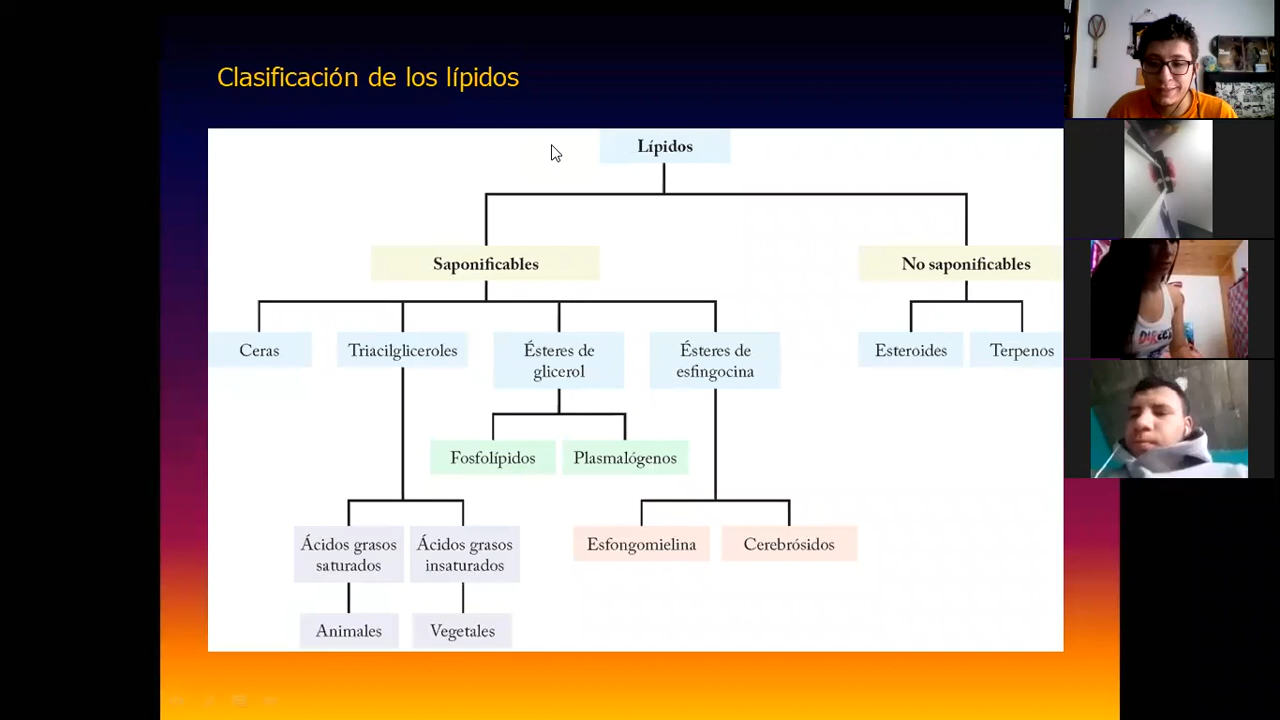 Clasificación de los lípidos
Lípidos
Saponificables
No saponificables
Ceras
Triacilgliceroles
Ésteres de
glicerol
Ésteres de
esfingocina
Esteroides
Terpenos
Fosfolípidos
Plasmalógenos
Ácidos grasos
saturados
Ácidos grasos
insaturados
Esfongomielina
Cerebrósidos
Animales
Vegetales